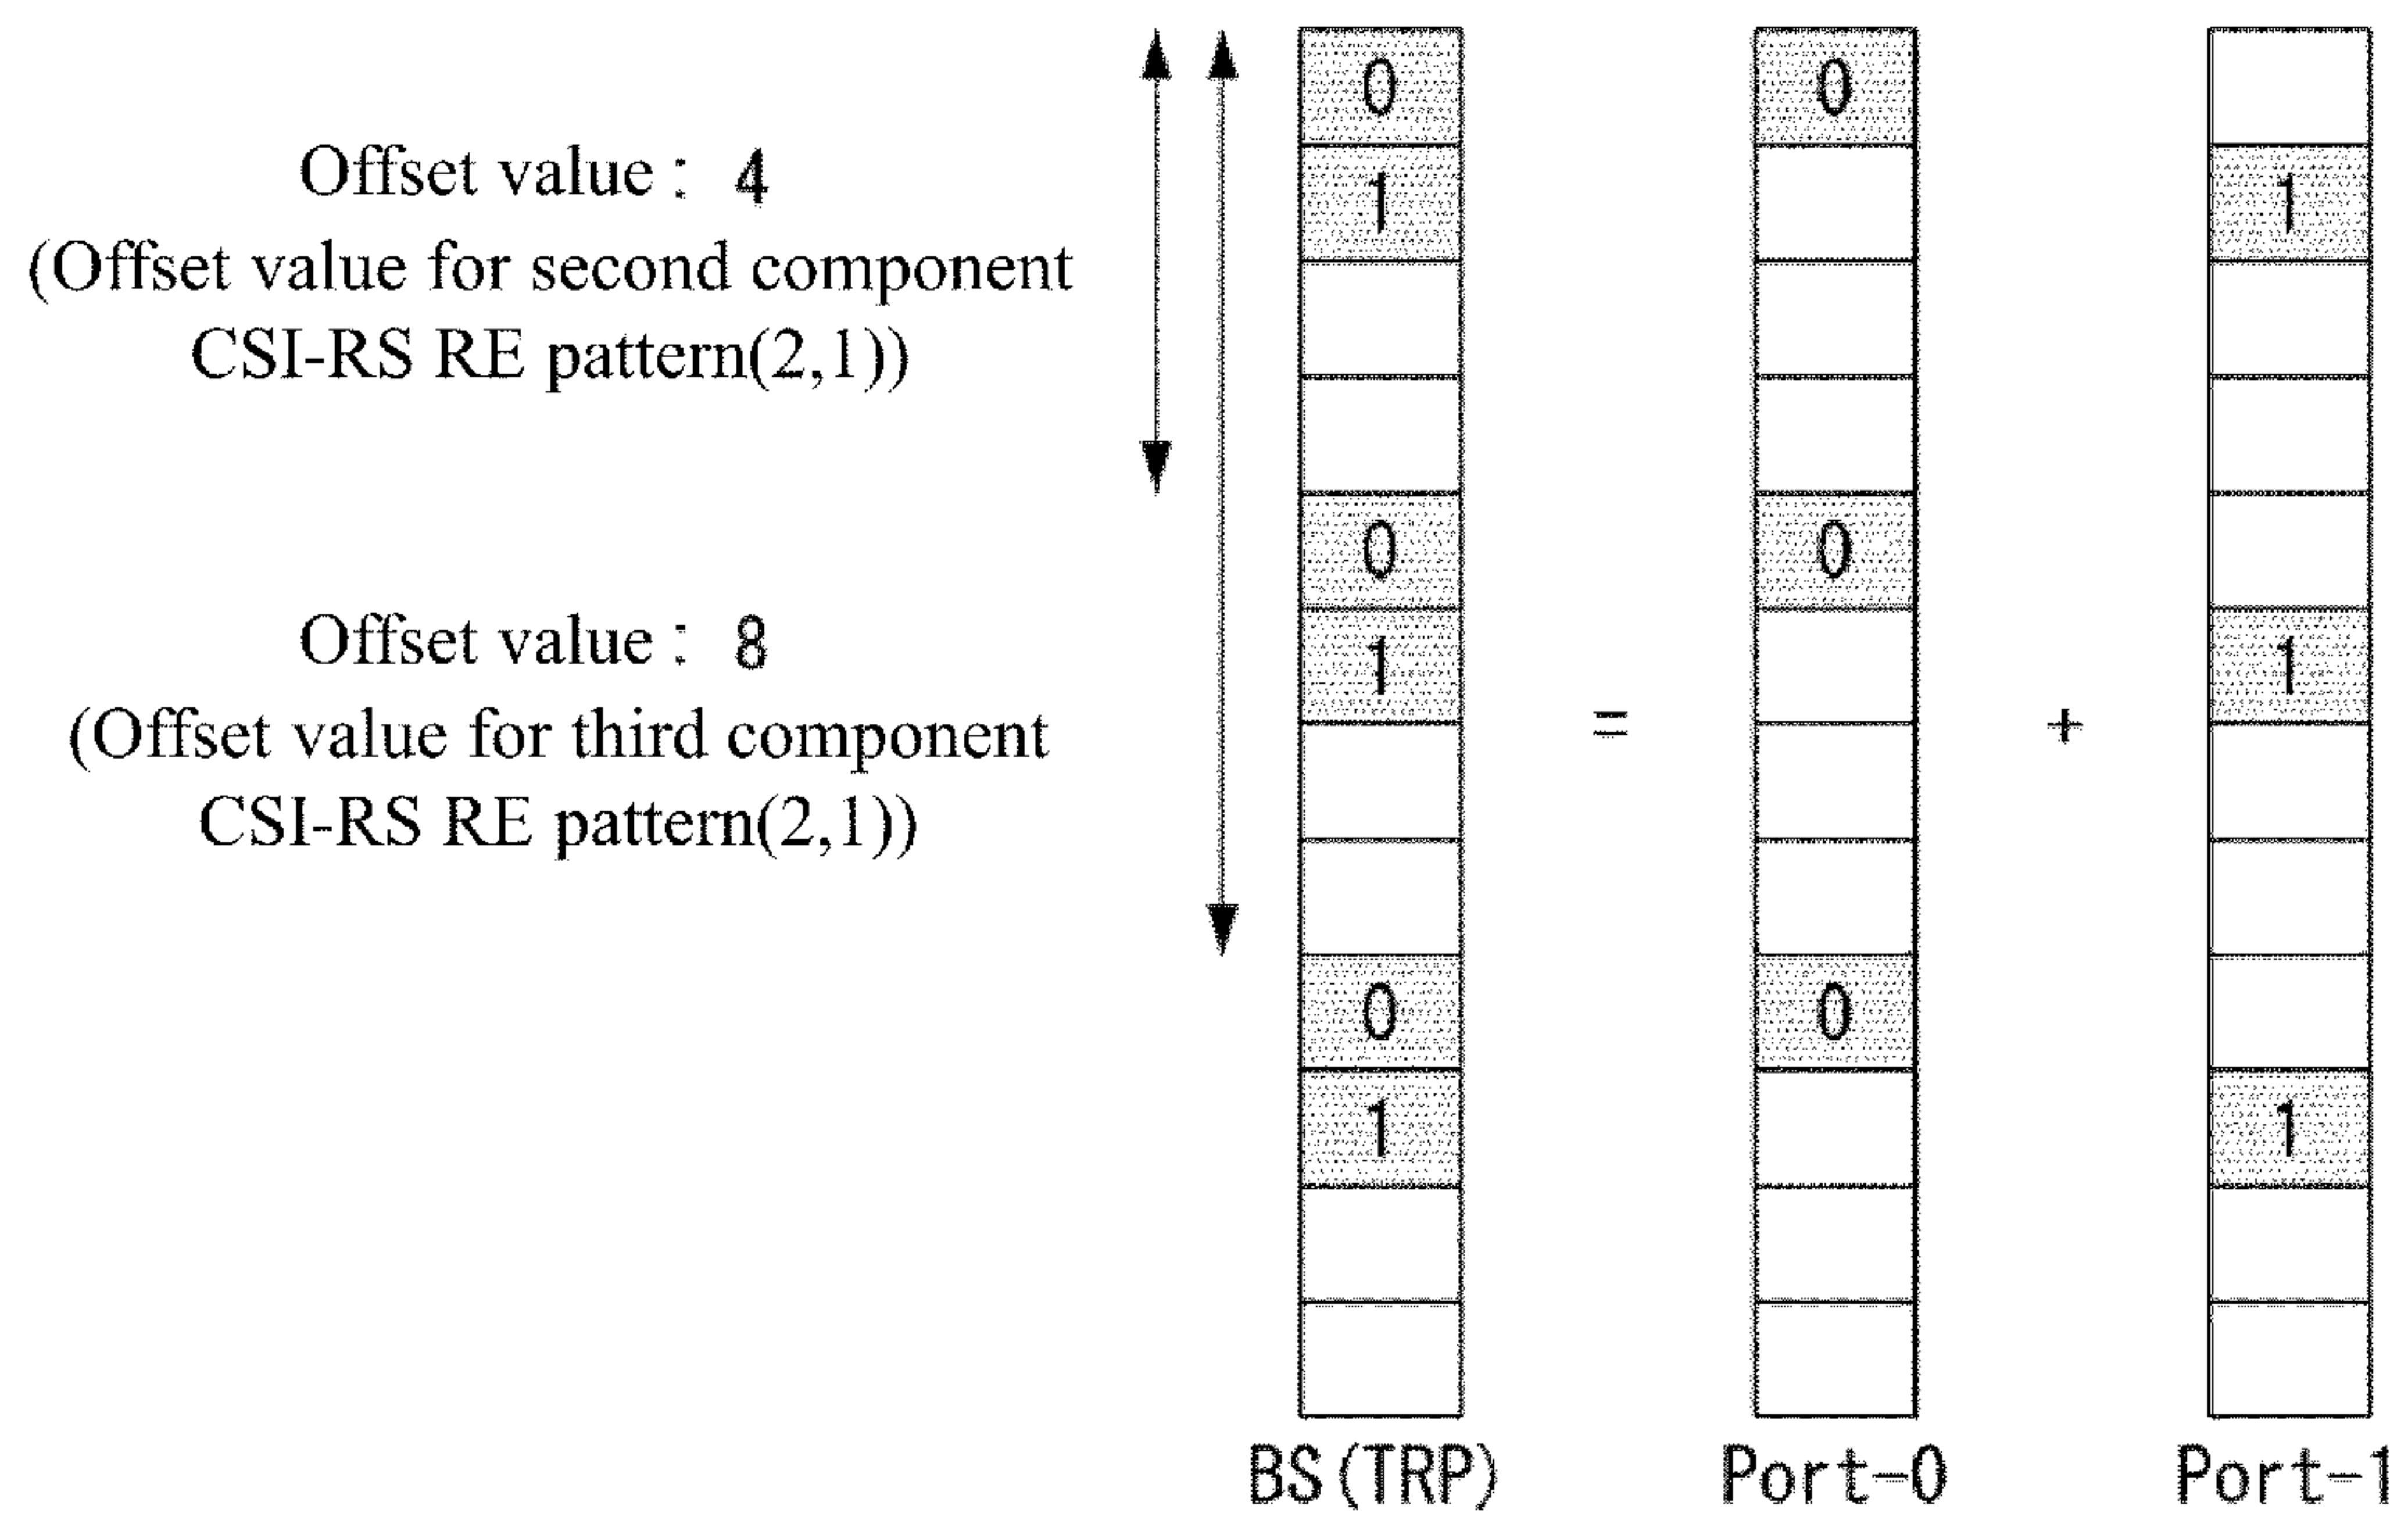 Offset value : 4
(Offset value for second component
CSI-RS RE pattern(2,1))
Offset value : 8
(Offset value for third component
CSI-RS RE pattern(2,1))
0 0
1 1
0 0
1 1
= +
0 0
1 1
BS(TRP) Port-0 Port-1